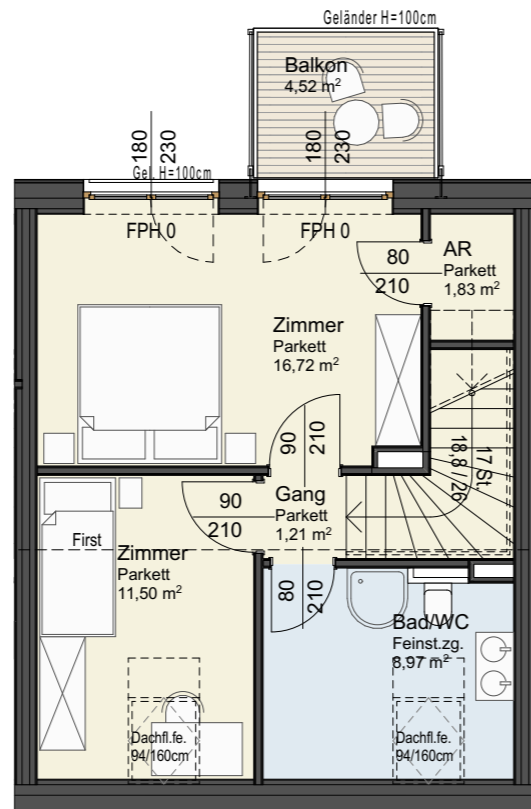 Geländer H=100cm
Balkon
4,52 m²
180
230
180
230
Gel. H=100cm
FPH 0
FPH 0
80
210
AR
Parkett
1,83 m²
Zimmer
Parkett
16,72 m²
90
210
17 St.
18,8 / 26
90
210
Gang
Parkett
1,21 m²
First
Zimmer
Parkett
11,50 m²
80
210
Bad/WC
Feinst.zg.
8,97 m²
Dachfl.fe.
94/160cm
Dachfl.fe.
94/160cm